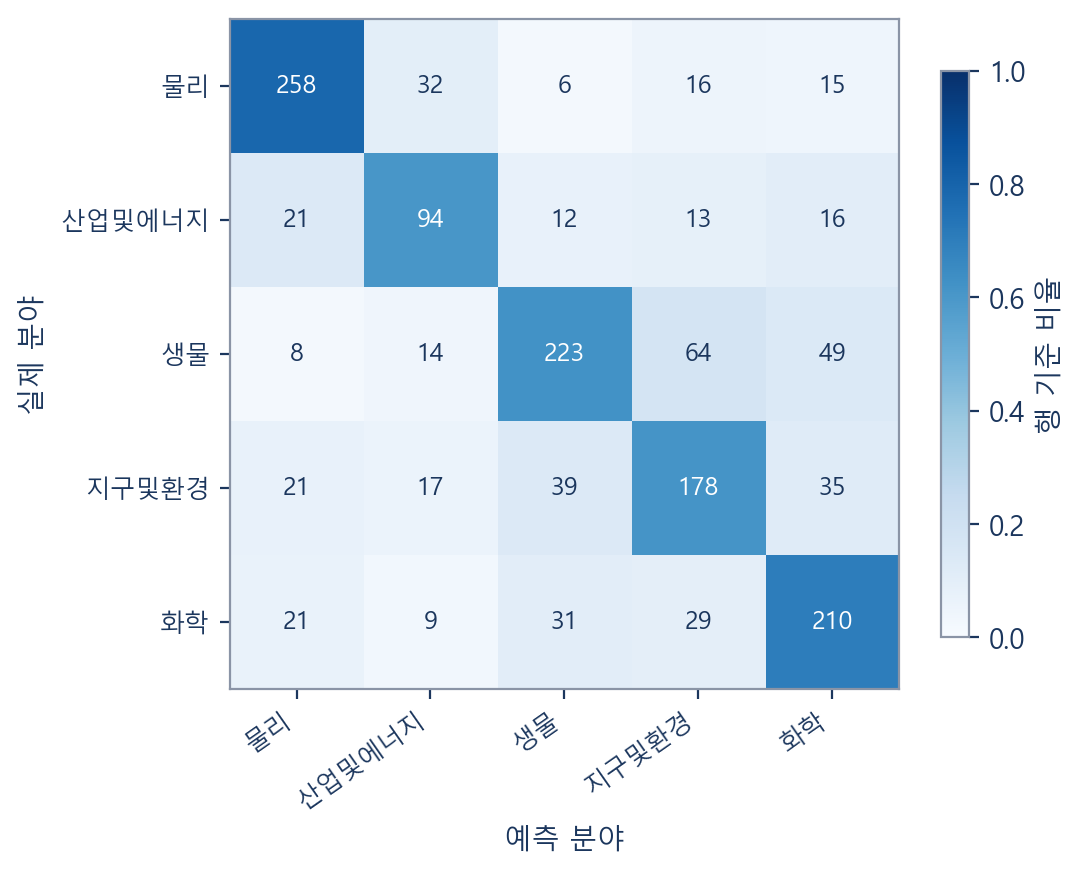 물리 258 32 6 16 15
산업및에너지 21 94 12 13 16
생물 8 14 223 64 49
지구및환경 21 17 39 178 35
화학 21 9 31 29 210
실제 분야
물리 산업및에너지 생물 지구및환경 화학
예측 분야
1.0
0.8
0.6
0.4
0.2
0.0
행 기준 비율